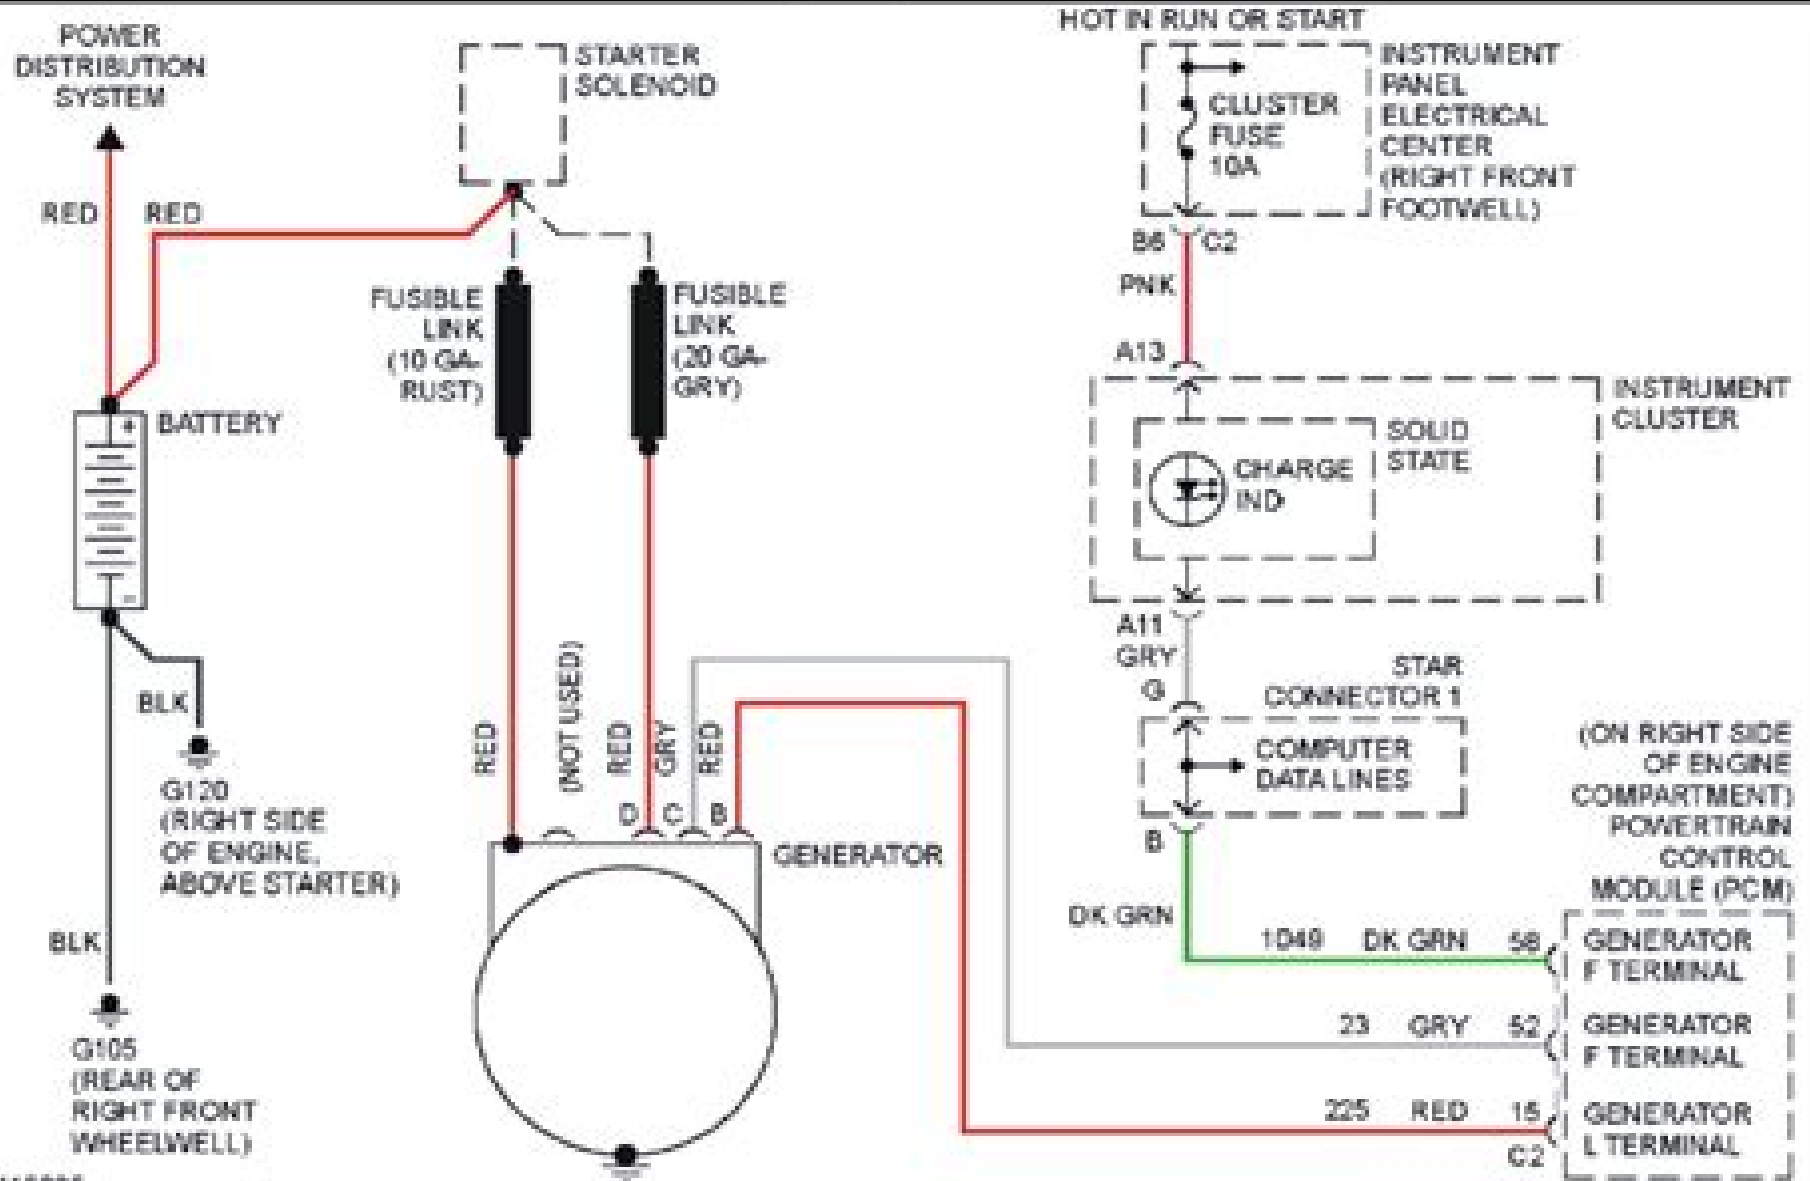 POWER
DISTRIBUTION
SYSTEM
RED
RED
BATTERY
+
-
BLK
G120
(RIGHT SIDE
OF ENGINE,
ABOVE STARTER)
BLK
G105
(REAR OF
RIGHT FRONT
WHEELWELL)
STARTER
SOLENOID
FUSIBLE
LINK
(10 GA-
RUST)
FUSIBLE
LINK
(20 GA-
GRY)
RED
(NOT USED)
RED
GRY
RED
D
C
B
GENERATOR
HOT IN RUN OR START
CLUSTER
FUSE
10A
INSTRUMENT
PANEL
ELECTRICAL
CENTER
(RIGHT FRONT
FOOTWELL)
B6
C2
PNK
A13
INSTRUMENT
CLUSTER
SOLID
STATE
CHARGE
IND
A11
GRY
G
STAR
CONNECTOR 1
COMPUTER
DATA LINES
B
DK GRN
(ON RIGHT SIDE
OF ENGINE
COMPARTMENT)
POWERTRAIN
CONTROL
MODULE (PCM)
1049 DK GRN 58
GENERATOR
F TERMINAL
23 GRY 52
GENERATOR
F TERMINAL
225 RED 15
C2
GENERATOR
L TERMINAL